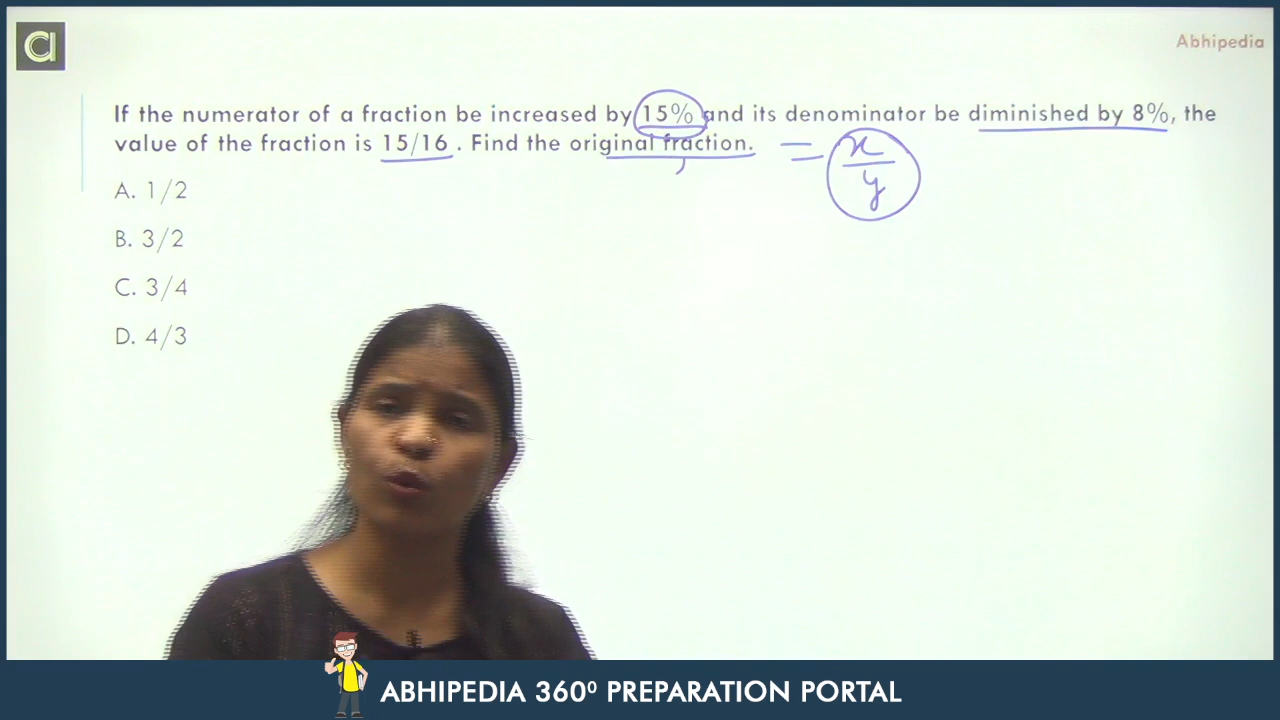 CA
Abhipedia
If the numerator of a fraction be increased by 15% and its denominator be diminished by 8%, the
value of the fraction is 15/16 . Find the original fraction. = x/y
A. 1/2
B. 3/2
C. 3/4
D. 4/3
ABHIPEDIA 360⁰ PREPARATION PORTAL